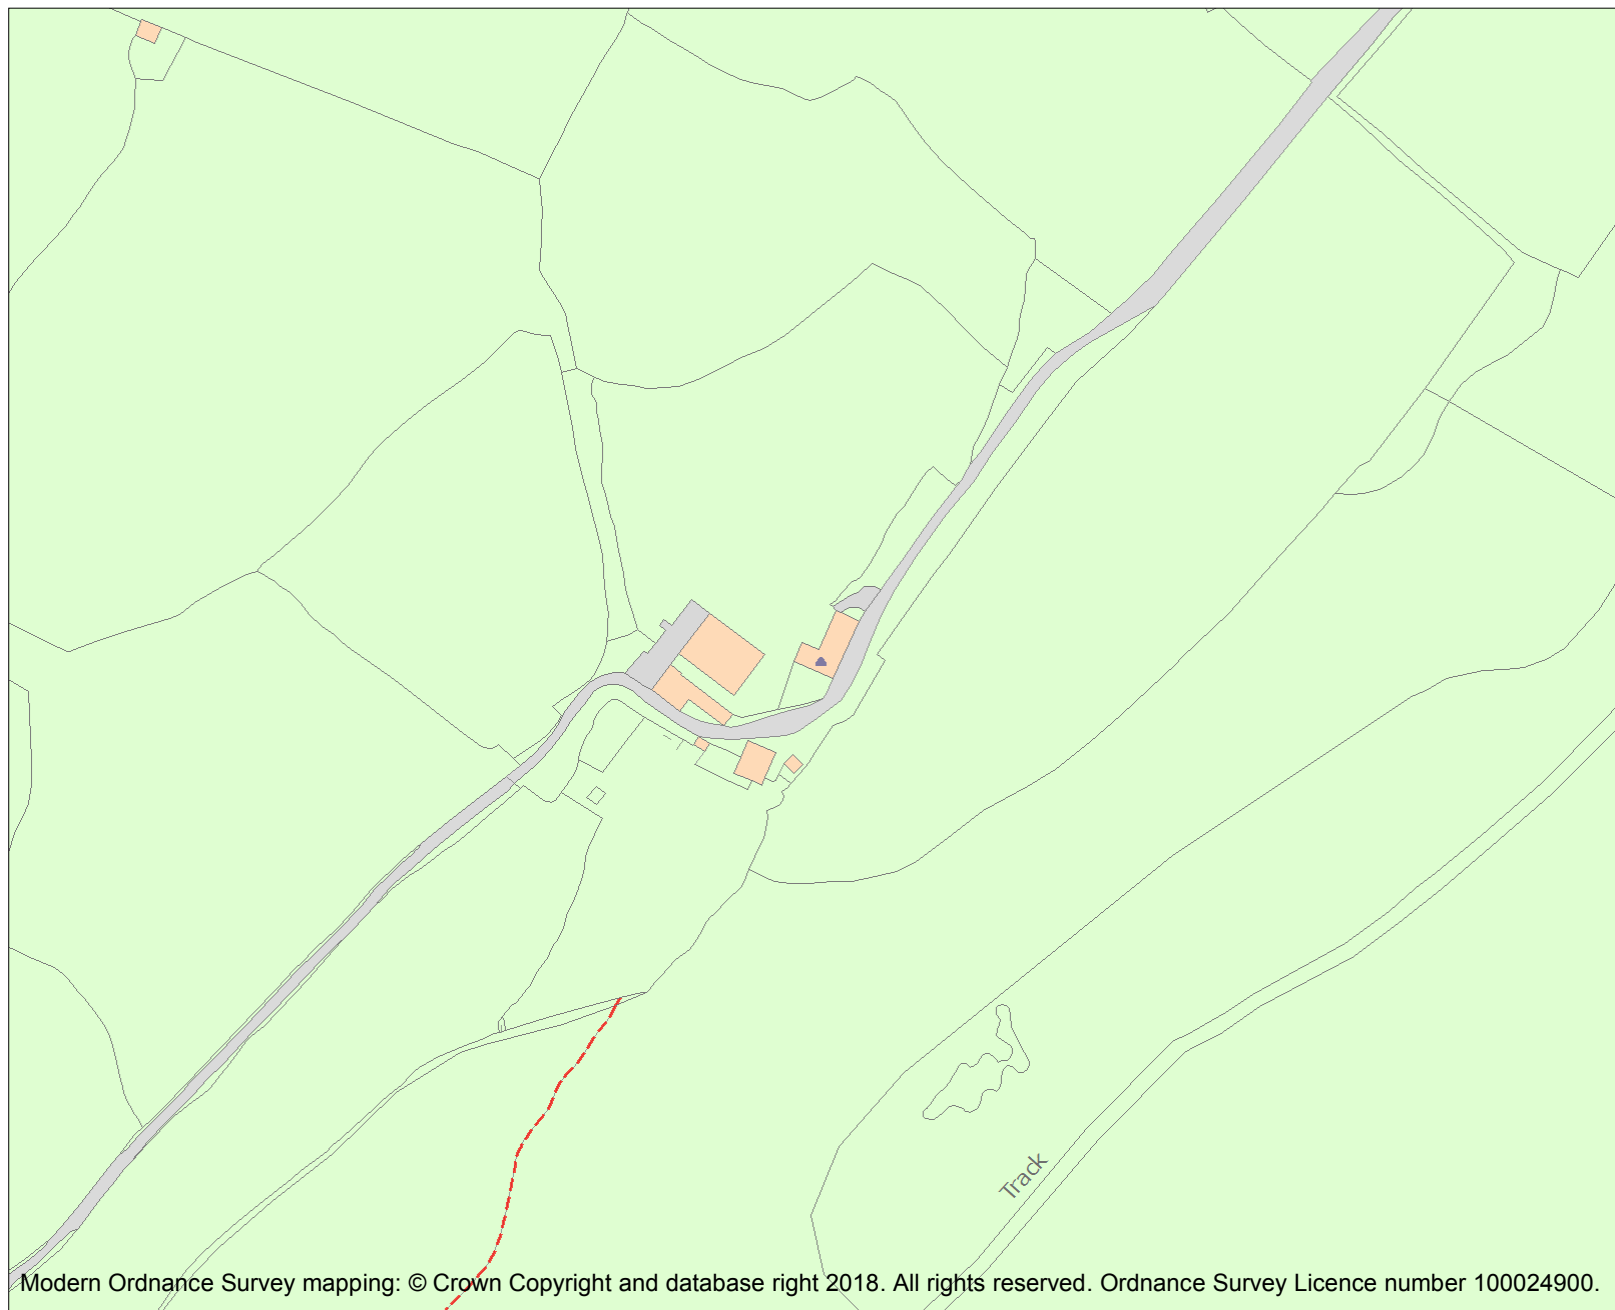 Track
Modern Ordnance Survey mapping: © Crown Copyright and database right 2018. All rights reserved. Ordnance Survey Licence number 100024900.